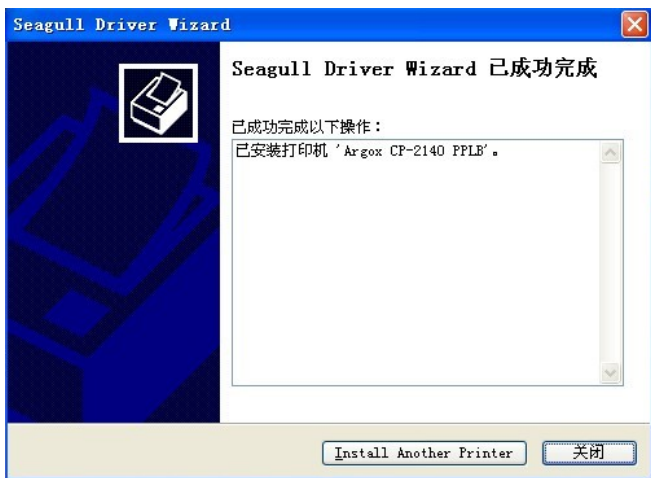 Seagull Driver Wizard
Seagull Driver Wizard 已成功完成
已成功完成以下操作：
已安装打印机 'Argox CP-2140 PPLB'。
Install Another Printer
关闭